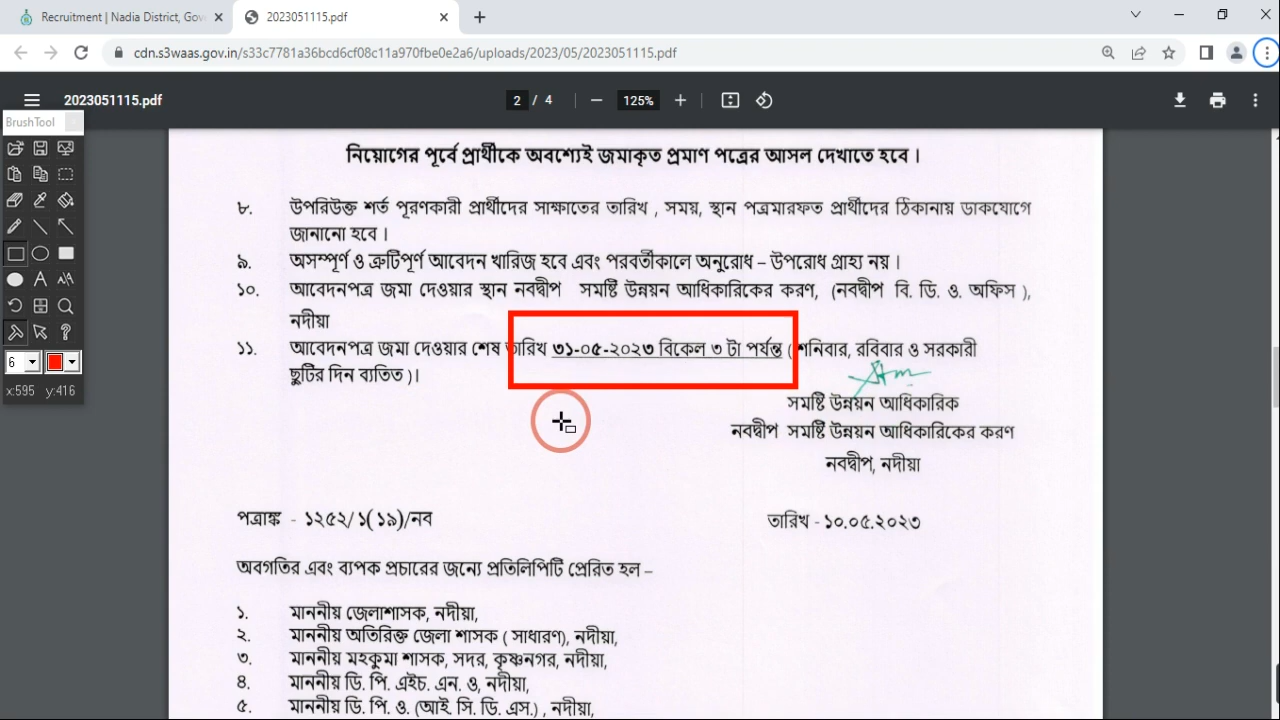 Recruitment | Nadia District, Gov
2023051115.pdf
cdn.s3waas.gov.in/s33c7781a36bcd6cf08c11a970fbe0e2a6/uploads/2023/05/2023051115.pdf
2023051115.pdf
2 / 4
125%
BrushTool
নিয়োগের পূর্বে প্রার্থীকে অবশ্যেই জমাকৃত প্রমাণ পত্রের আসল দেখাতে হবে ।
৮. উপরিউক্ত শর্ত পূরণকারী প্রার্থীদের সাক্ষাতের তারিখ , সময়, স্থান পত্রমারফত প্রার্থীদের ঠিকানায় ডাকযোগে
জানানো হবে ।
৯. অসম্পূর্ণ ও ত্রুটিপূর্ণ আবেদন খারিজ হবে এবং পরবর্তীকালে অনুরোধ – উপরোধ গ্রাহ্য নয় ।
১০. আবেদনপত্র জমা দেওয়ার স্থান নবদ্বীপ সমষ্টি উন্নয়ন আধিকারিকের করণ, (নবদ্বীপ বি. ডি. ও. অফিস ),
নদীয়া
১১. আবেদনপত্র জমা দেওয়ার শেষ তারিখ ৩১-০৫-২০২৩ বিকেল ৩ টা পর্যন্ত ( শনিবার, রবিবার ও সরকারী
ছুটির দিন ব্যতিত )।
সমষ্টি উন্নয়ন আধিকারিক
নবদ্বীপ সমষ্টি উন্নয়ন আধিকারিকের করণ
নবদ্বীপ, নদীয়া
পত্রাঙ্ক - ১২৫২/ ১(১৯)/নব
তারিখ - ১০.০৫.২০২৩
অবগতির এবং ব্যপক প্রচারের জন্যে প্রতিলিপিটি প্রেরিত হল –
১. মাননীয় জেলাশাসক, নদীয়া,
২. মাননীয় অতিরিক্ত জেলা শাসক ( সাধারণ), নদীয়া,
৩. মাননীয় মহকুমা শাসক, সদর, কৃষ্ণনগর, নদীয়া,
৪. মাননীয় ডি. পি. এইচ. এন. ও, নদীয়া,
৫. মাননীয় ডি. পি. ও. (আই. সি. ডি. এস.) , নদীয়া,
6
x:595 y:416